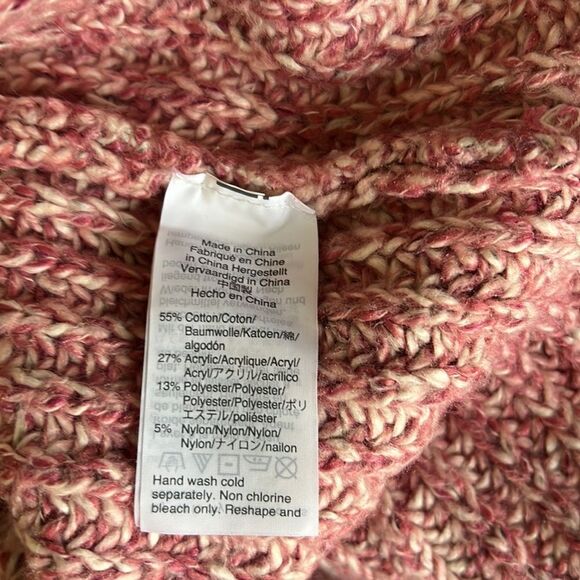 Made in China
Fabriqué en Chine
in China Hergestellt
Vervaardigd in China
中国製
Hecho en China
55% Cotton/Coton/
Baumwolle/Katoen/綿/
algodón
27% Acrylic/Acrylique/Acryl/
Acryl/アクリル/acrílico
13% Polyester/Polyester/
Polyester/Polyester/ポリ
エステル/poliéster
5% Nylon/Nylon/Nylon/
Nylon/ナイロン/nailon
Hand wash cold
separately. Non chlorine
bleach only. Reshape and